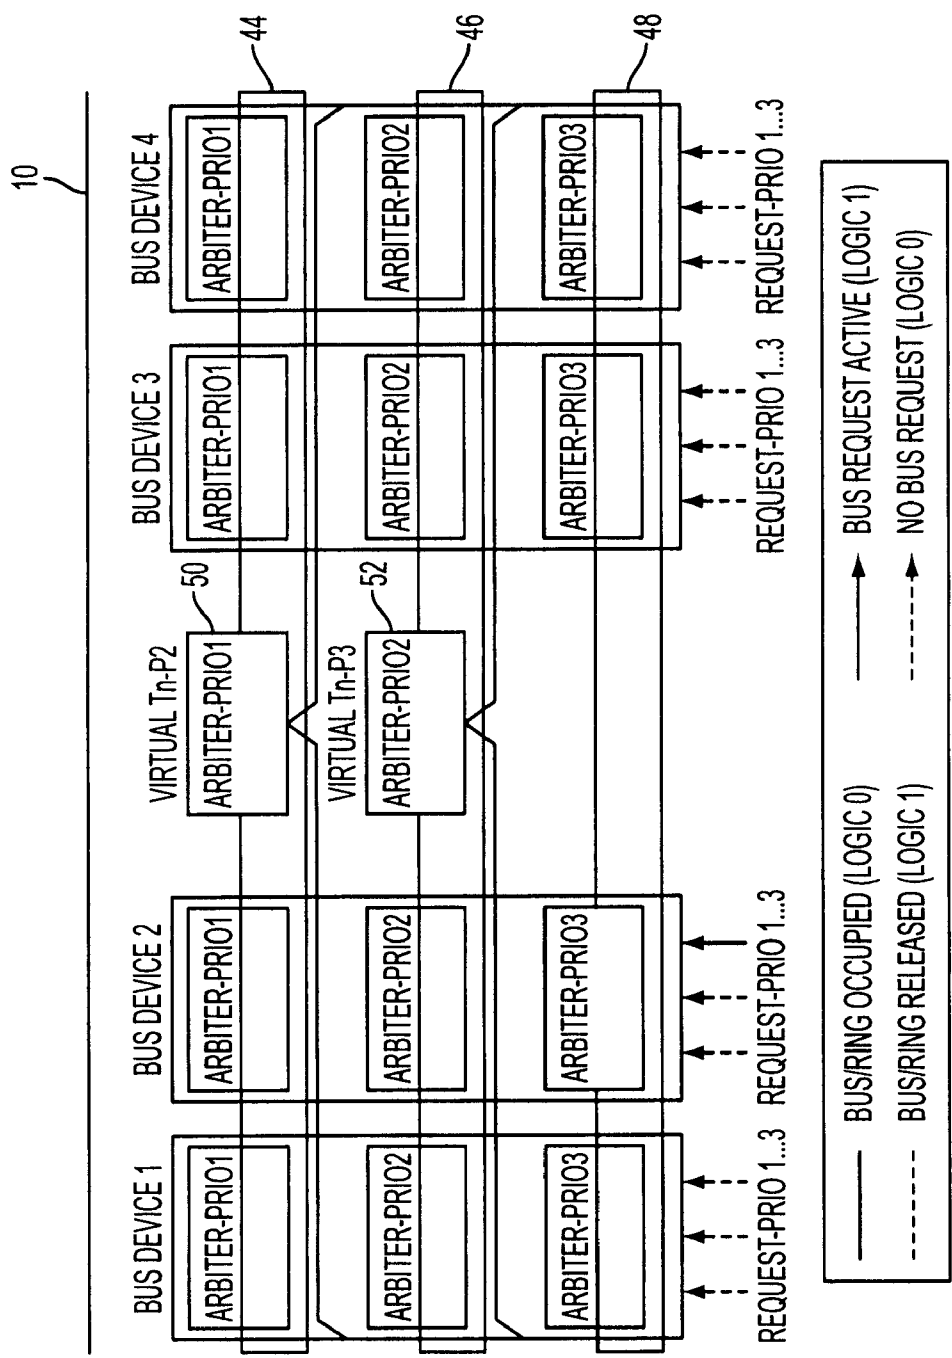 10
BUS DEVICE 1
BUS DEVICE 2
VIRTUAL Tn-P2
BUS DEVICE 3
BUS DEVICE 4
50
44
ARBITER-PRIO1
ARBITER-PRIO1
ARBITER-PRIO1
ARBITER-PRIO1
ARBITER-PRIO1
VIRTUAL Tn-P3
52
46
ARBITER-PRIO2
ARBITER-PRIO2
ARBITER-PRIO2
ARBITER-PRIO2
ARBITER-PRIO2
48
ARBITER-PRIO3
ARBITER-PRIO3
ARBITER-PRIO3
ARBITER-PRIO3
REQUEST-PRIO 1...3
REQUEST-PRIO 1...3
REQUEST-PRIO 1...3
REQUEST-PRIO 1...3
BUS/RING OCCUPIED (LOGIC 0)
BUS REQUEST ACTIVE (LOGIC 1)
BUS/RING RELEASED (LOGIC 1)
NO BUS REQUEST (LOGIC 0)